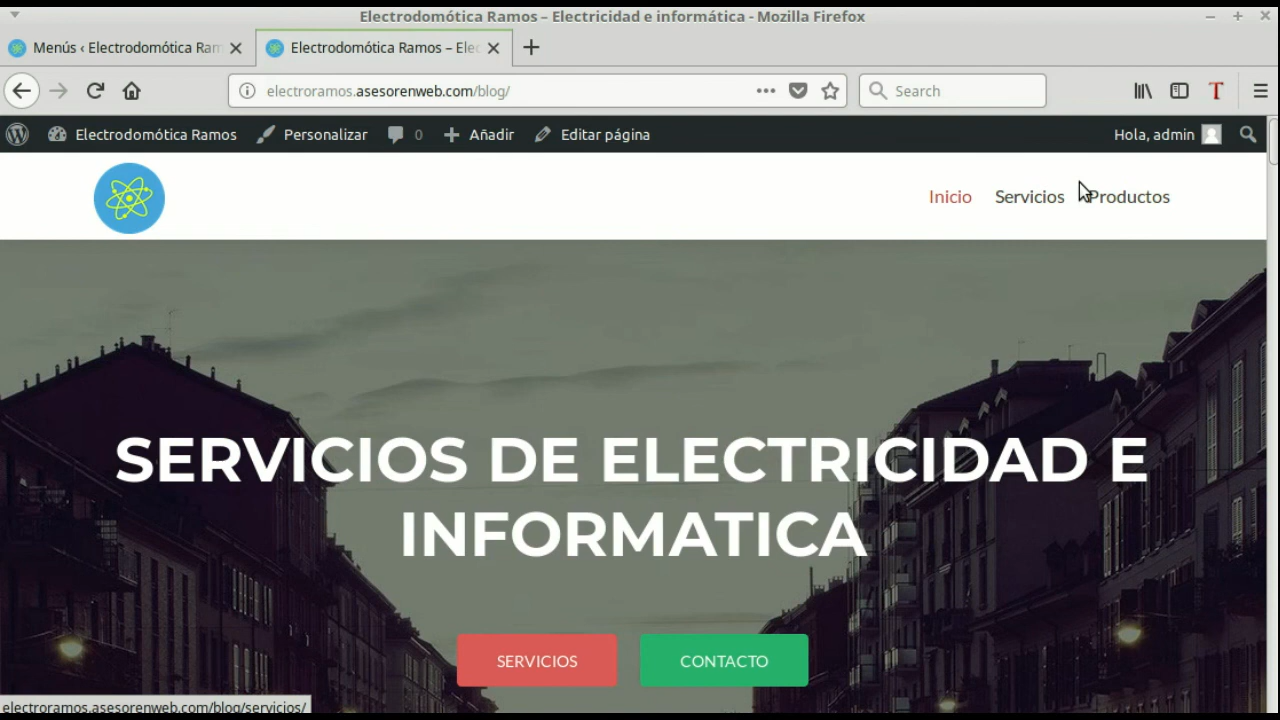 Electrodomótica Ramos – Electricidad e informática - Mozilla Firefox
Menús ‹ Electrodomótica Ram
Electrodomótica Ramos – Elec
electroramos.asesorenweb.com/blog/
Search
Electrodomótica Ramos Personalizar 0 Añadir Editar página Hola, admin
Inicio Servicios Productos
SERVICIOS DE ELECTRICIDAD E
INFORMATICA
SERVICIOS CONTACTO
electroramos.asesorenweb.com/blog/servicios/